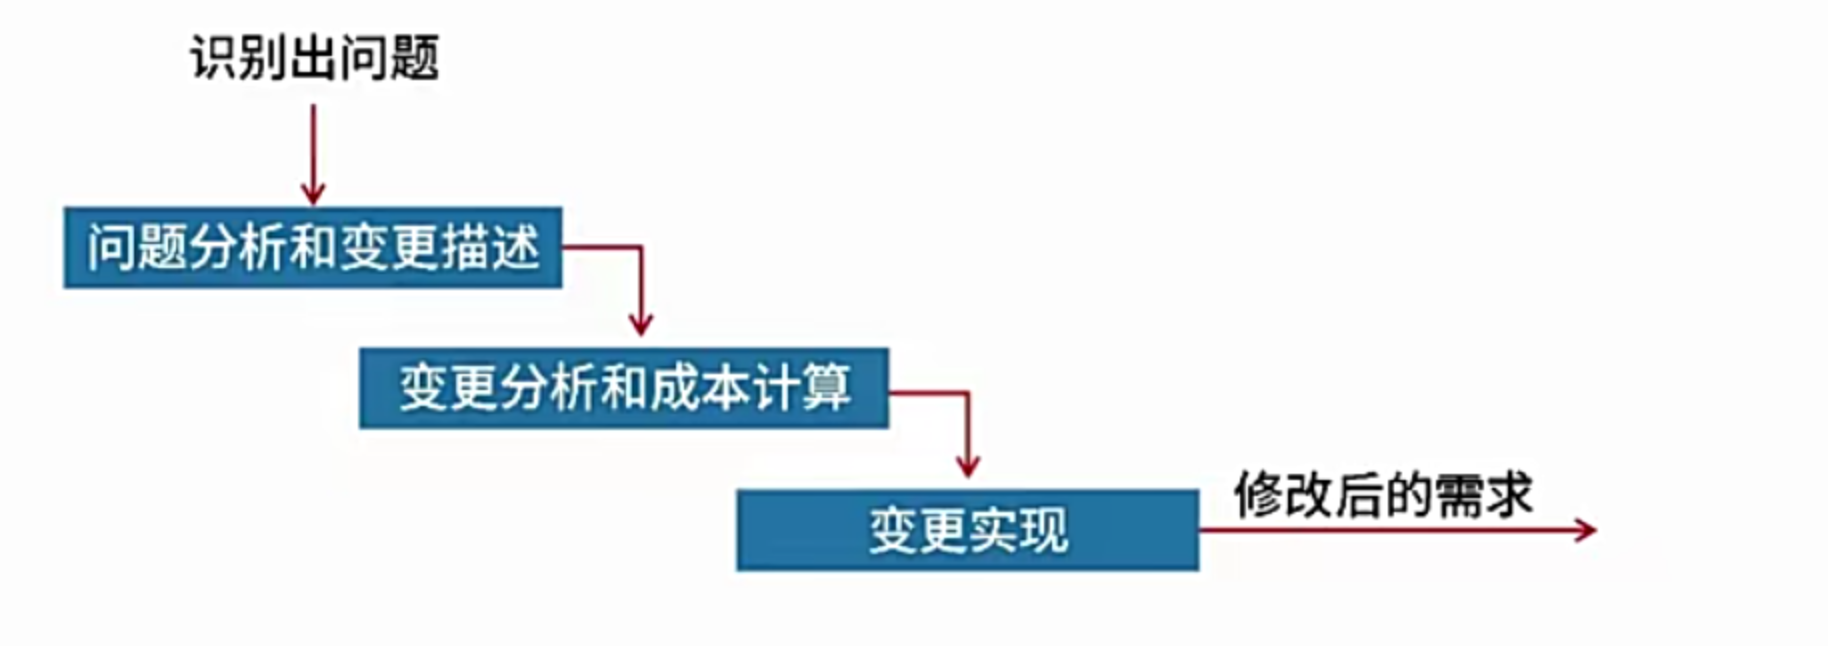 识别出问题
问题分析和变更描述
变更分析和成本计算
变更实现
修改后的需求